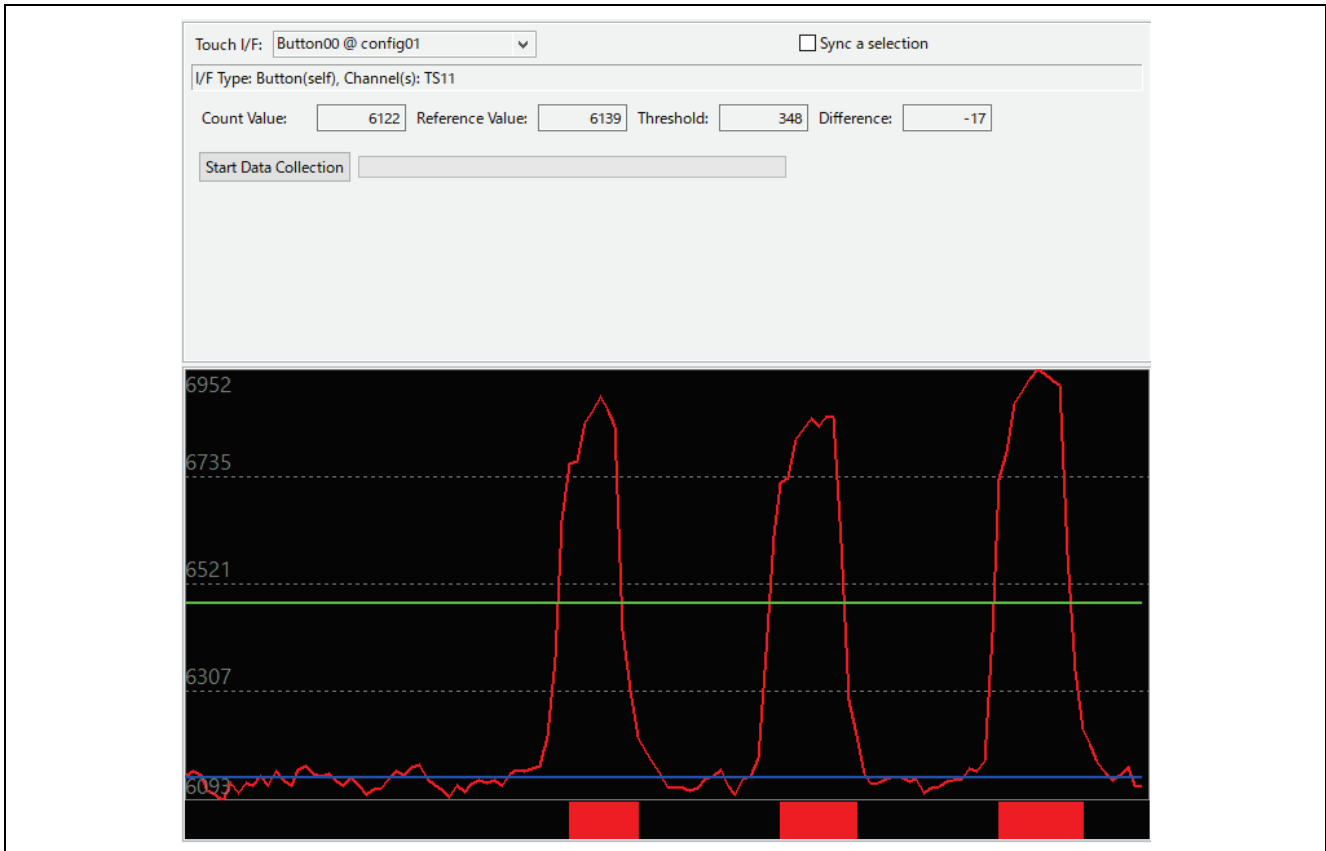 Touch I/F: Button00 @ config01 Sync a selection
I/F Type: Button(self), Channel(s): TS11
Count Value: 6122 Reference Value: 6139 Threshold: 348 Difference: -17
Start Data Collection
6952
6735
6521
6307
6093